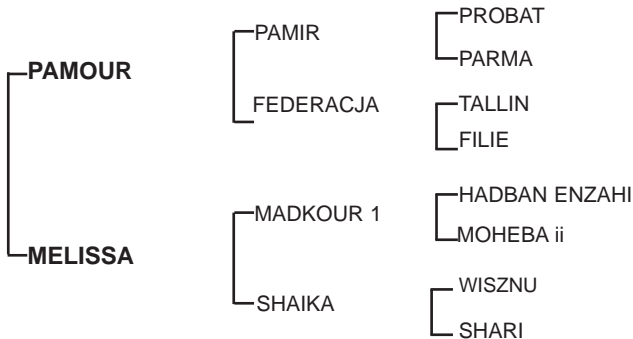 PROBAT
PAMIR
PARMA
PAMOUR
TALLIN
FEDERACJA
FILIE
HADBAN ENZAHI
MADKOUR 1
MOHEBA ii
MELISSA
WISZNU
SHAIKA
SHARI